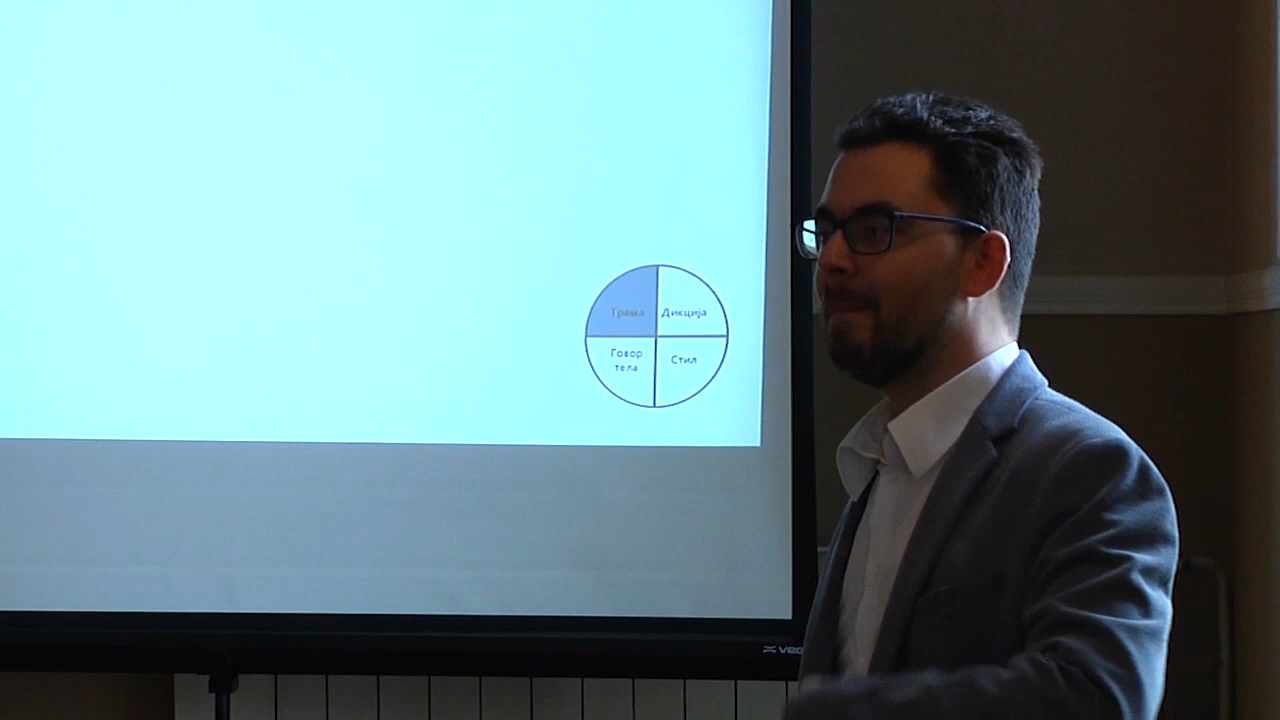 Трема
Дикција
Говор
тела
Стил